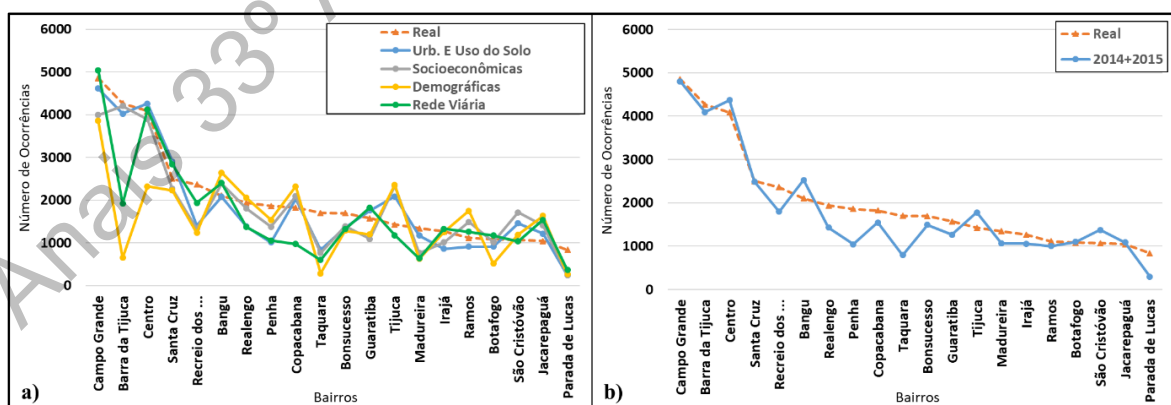 Anais 33º
6000
5000
4000
3000
2000
1000
0
Número de Ocorrências
Real
Urb. E Uso do Solo
Socioeconômicas
Demográficas
Rede Viária
Campo Grande
Barra da Tijuca
Centro
Santa Cruz
Recreio dos ...
Bangu
Realengo
Penha
Copacabana
Taquara
Bonsucesso
Guaratiba
Tijuca
Madureira
Irajá
Ramos
Botafogo
São Cristóvão
Jacarepaguá
Parada de Lucas
Bairros
a)
6000
5000
4000
3000
2000
1000
0
Número de Ocorrências
Real
2014+2015
Campo Grande
Barra da Tijuca
Centro
Santa Cruz
Recreio dos ...
Bangu
Realengo
Penha
Copacabana
Taquara
Bonsucesso
Guaratiba
Tijuca
Madureira
Irajá
Ramos
Botafogo
São Cristóvão
Jacarepaguá
Parada de Lucas
Bairros
b)